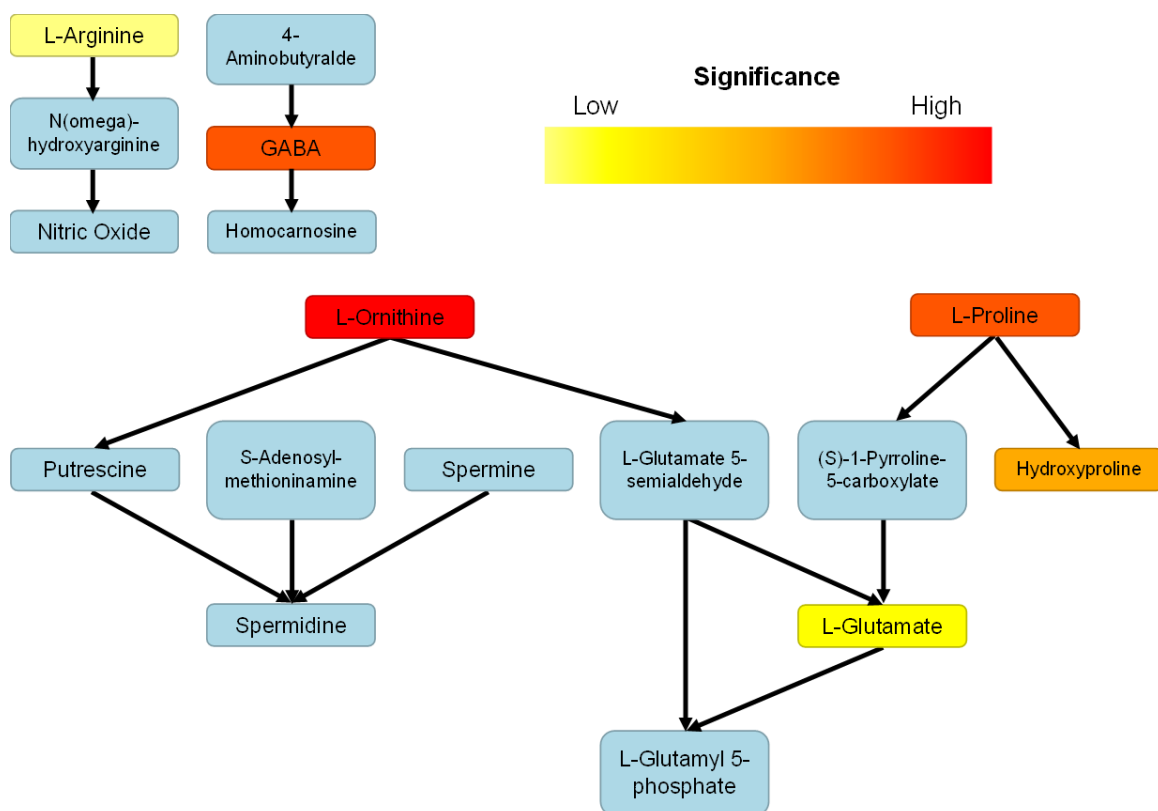 L-Arginine
N(omega)-
hydroxyarginine
Nitric Oxide
4-
Aminobutyralde
GABA
Homocarnosine
Significance
Low
High
L-Ornithine
L-Proline
Putrescine
S-Adenosyl-
methioninamine
Spermine
L-Glutamate 5-
semialdehyde
(S)-1-Pyrroline-
5-carboxylate
Hydroxyproline
Spermidine
L-Glutamate
L-Glutamyl 5-
phosphate